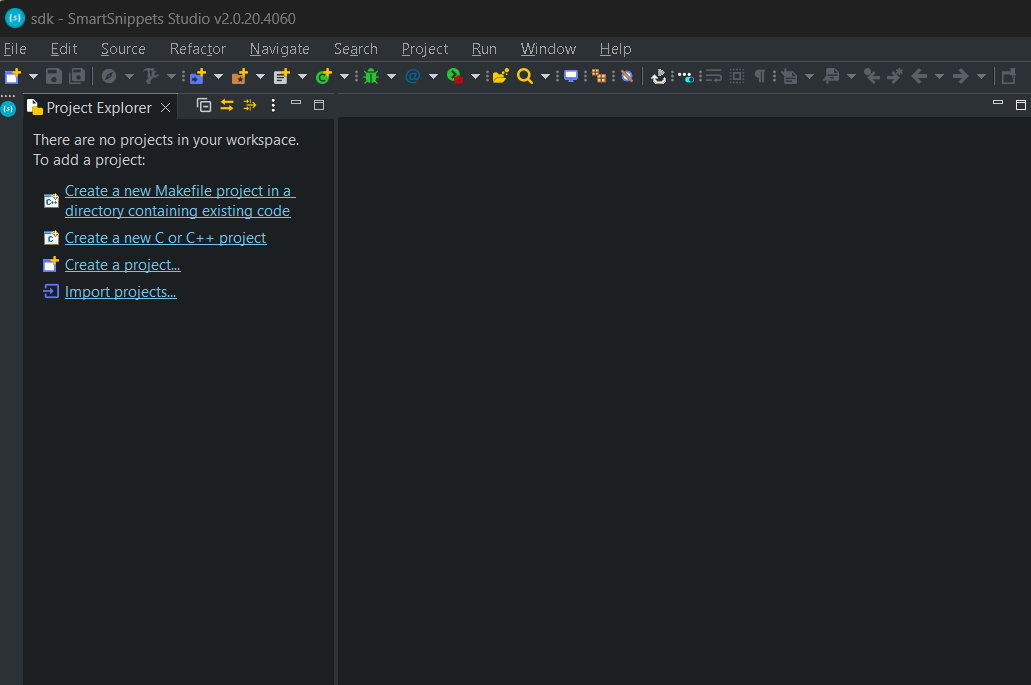 sdk - SmartSnippets Studio v2.0.20.4060
File Edit Source Refactor Navigate Search Project Run Window Help
Project Explorer
There are no projects in your workspace.
To add a project:
Create a new Makefile project in a
directory containing existing code
Create a new C or C++ project
Create a project...
Import projects...